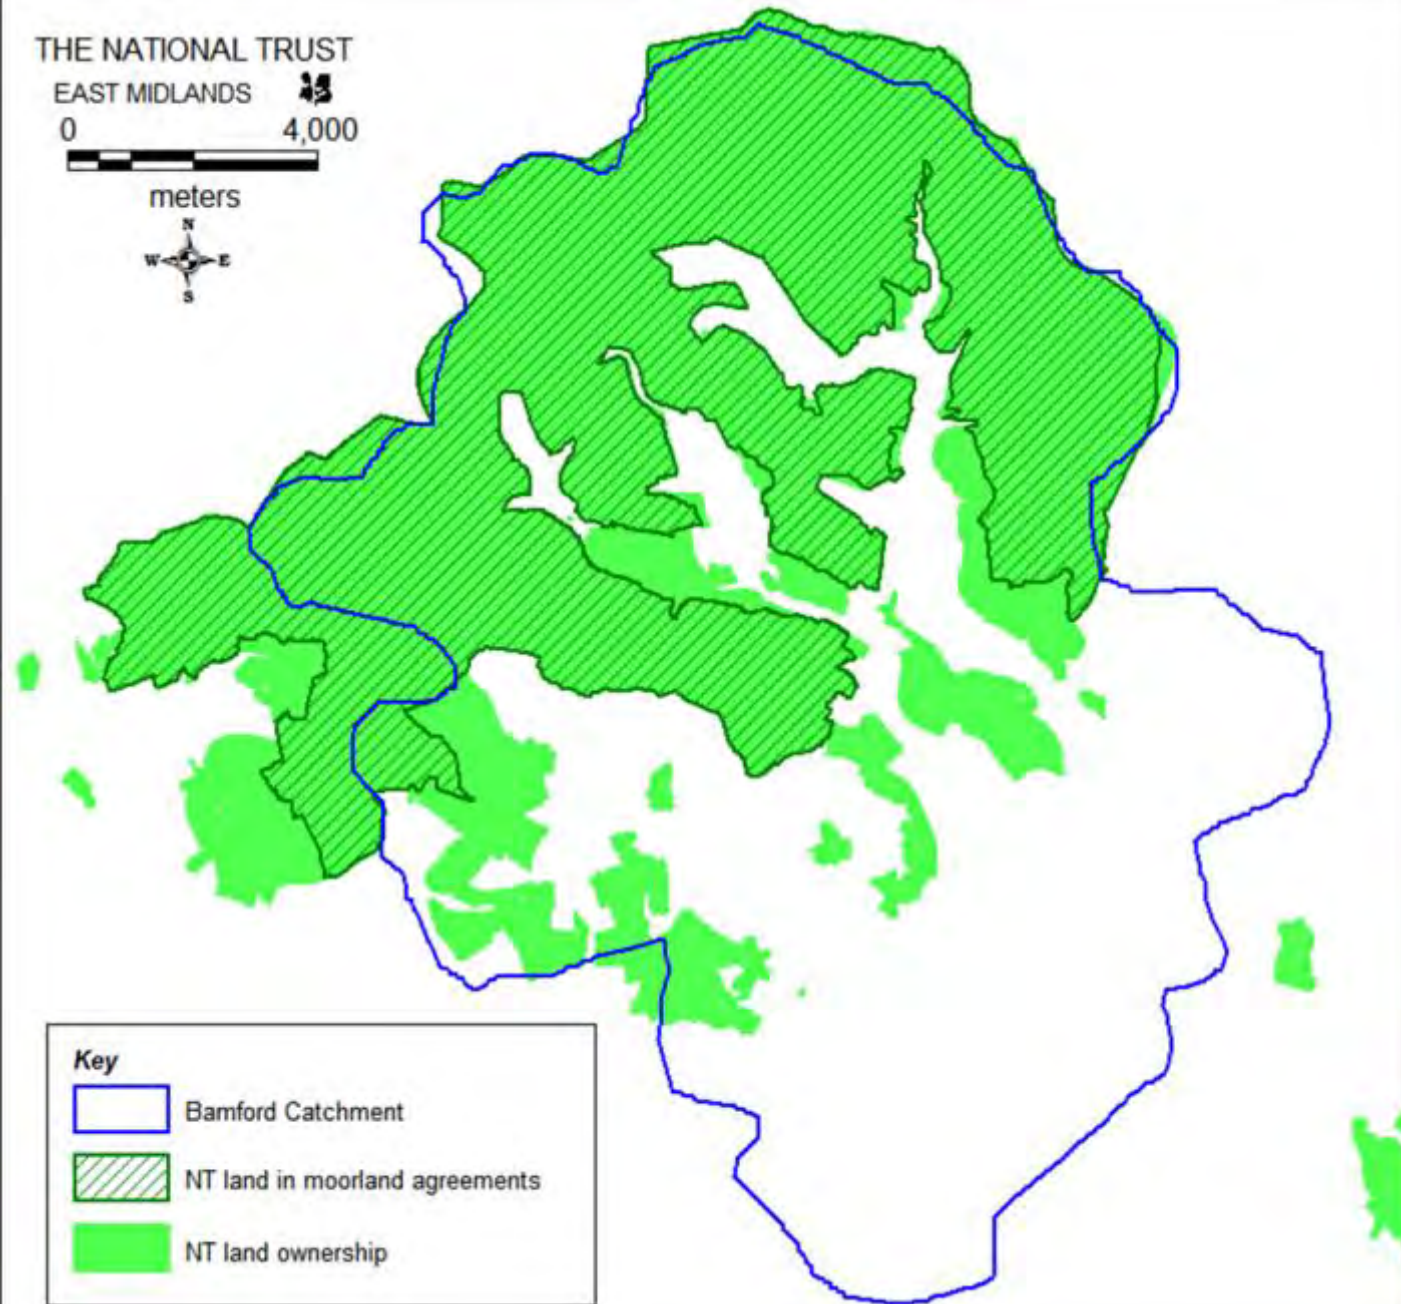 THE NATIONAL TRUST
EAST MIDLANDS
0 4,000
meters
N
W E
S
Key
Bamford Catchment
NT land in moorland agreements
NT land ownership